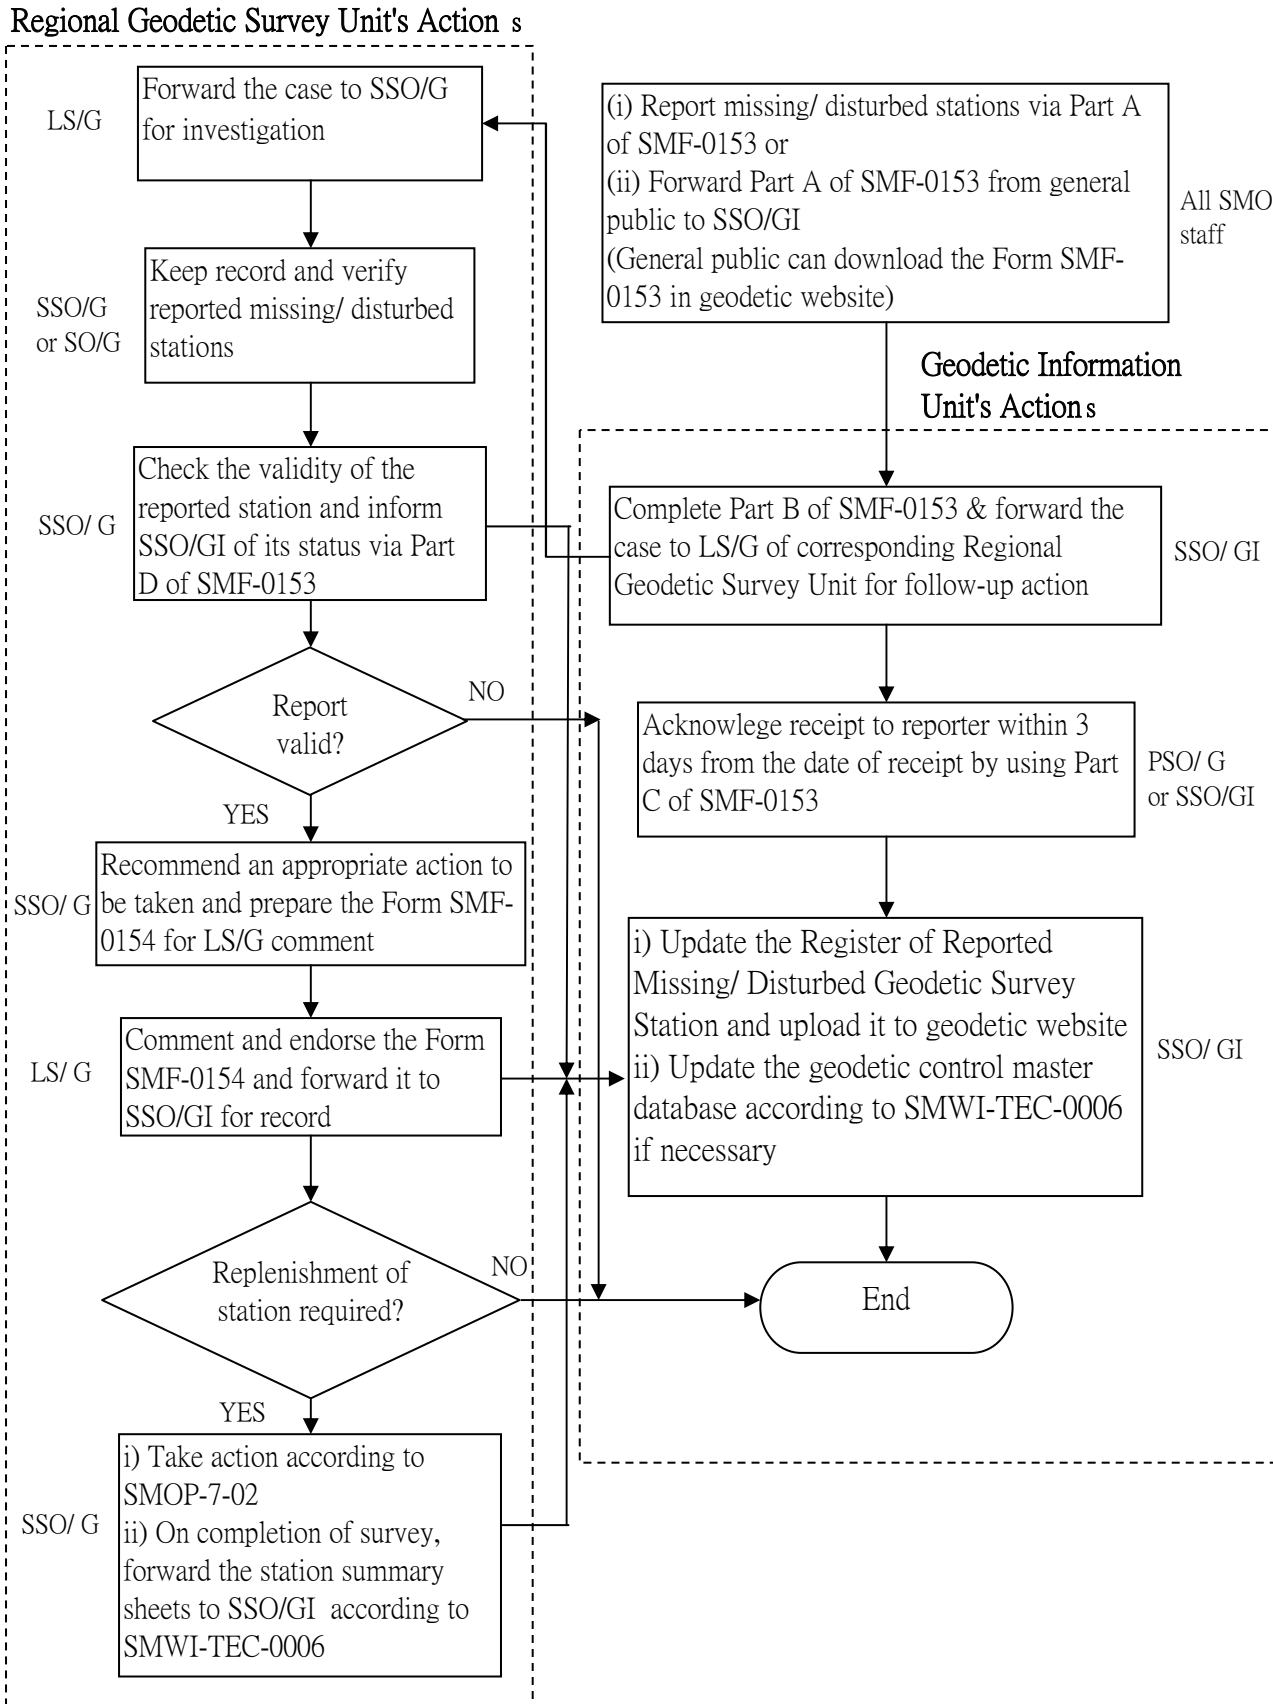 Regional Geodetic Survey Unit's Action s
LS/G
Forward the case to SSO/G
for investigation
SSO/G
or SO/G
Keep record and verify
reported missing/ disturbed
stations
SSO/ G
Check the validity of the
reported station and inform
SSO/GI of its status via Part
D of SMF-0153
Report
valid?
NO
YES
SSO/ G
Recommend an appropriate action to
be taken and prepare the Form SMF-
0154 for LS/G comment
LS/ G
Comment and endorse the Form
SMF-0154 and forward it to
SSO/GI for record
Replenishment of
station required?
NO
YES
SSO/ G
i) Take action according to
SMOP-7-02
ii) On completion of survey,
forward the station summary
sheets to SSO/GI according to
SMWI-TEC-0006
(i) Report missing/ disturbed stations via Part A
of SMF-0153 or
(ii) Forward Part A of SMF-0153 from general
public to SSO/GI
(General public can download the Form SMF-
0153 in geodetic website)
All SMO
staff
Geodetic Information
Unit's Action s
Complete Part B of SMF-0153 & forward the
case to LS/G of corresponding Regional
Geodetic Survey Unit for follow-up action
SSO/ GI
Acknowlege receipt to reporter within 3
days from the date of receipt by using Part
C of SMF-0153
PSO/ G
or SSO/GI
i) Update the Register of Reported
Missing/ Disturbed Geodetic Survey
Station and upload it to geodetic website
ii) Update the geodetic control master
database according to SMWI-TEC-0006
if necessary
SSO/ GI
End